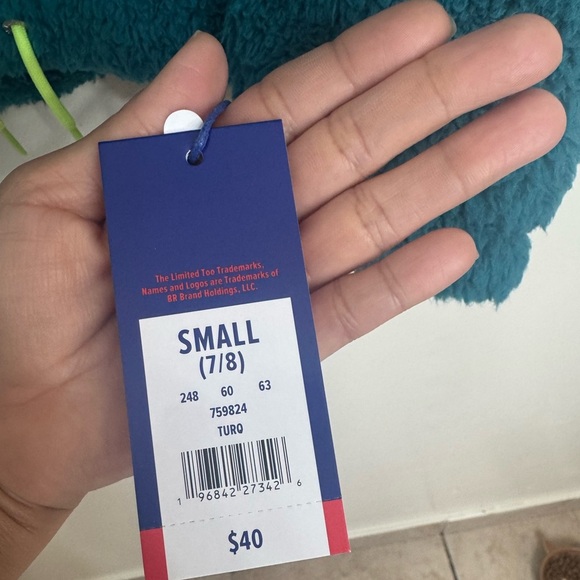 The Limited Too Trademarks,
Names and Logos are Trademarks of
BR Brand Holdings, LLC.
SMALL
(7/8)
248 60 63
759824
TURQ
1 96842 27342 6
$40